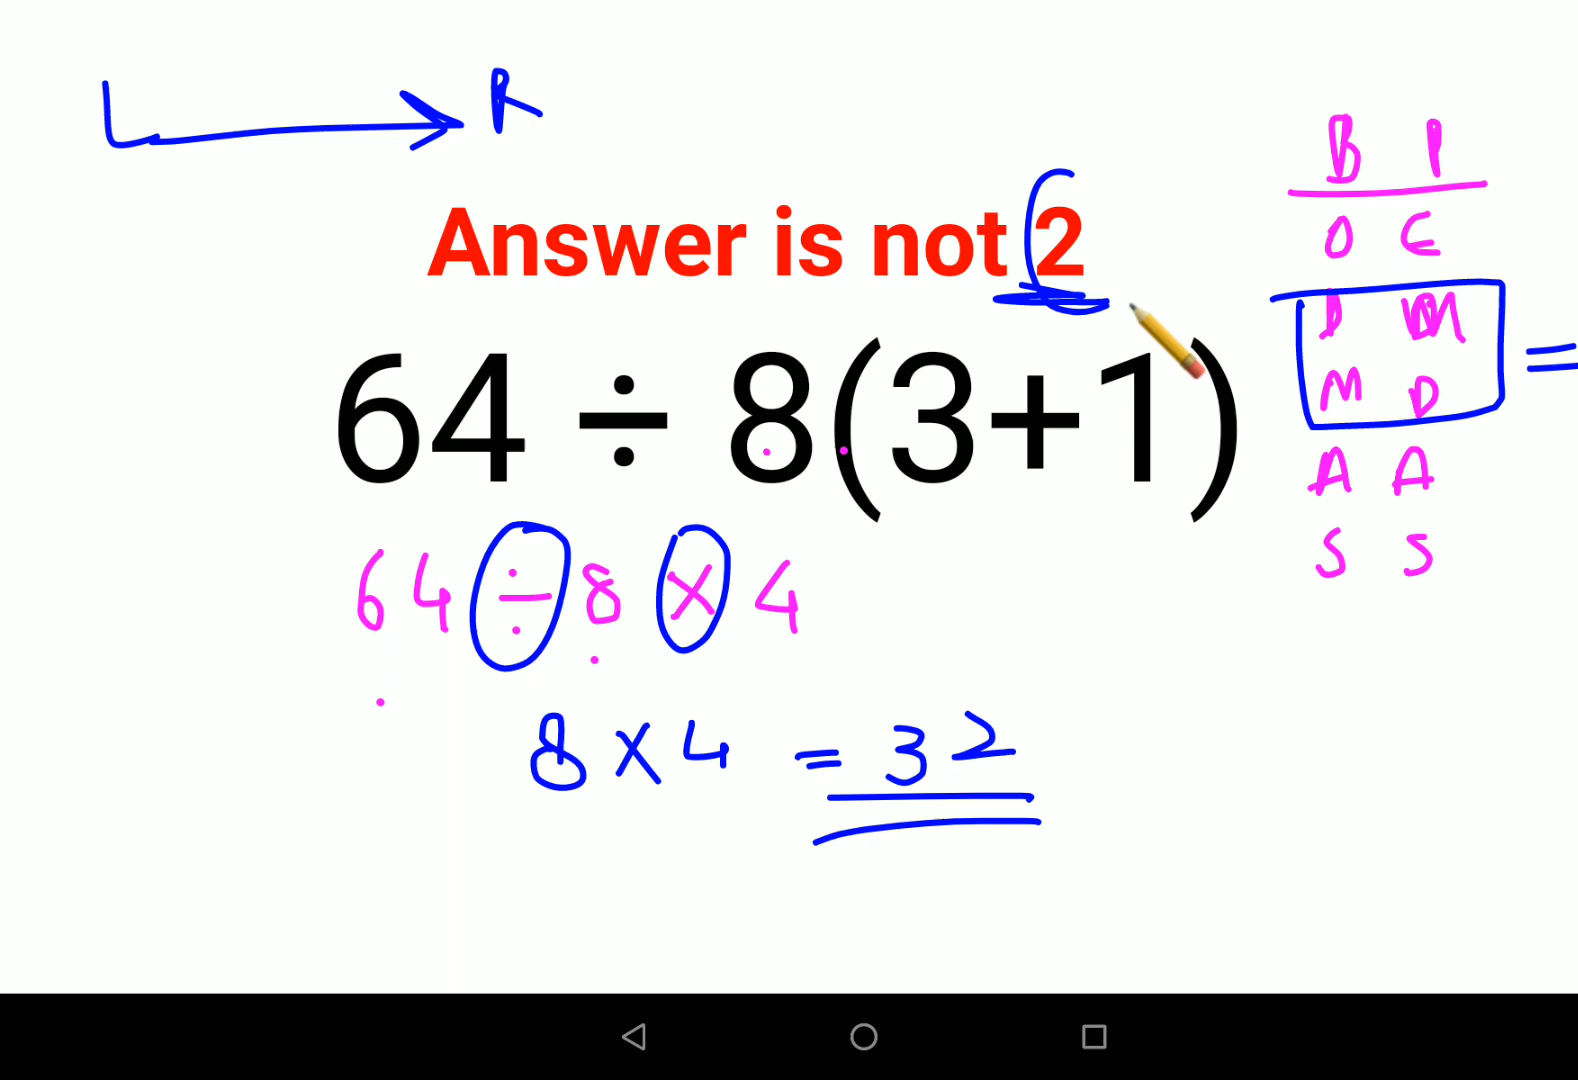 L → R
Answer is not 2
64 ÷ 8(3+1)
64 ÷ 8 × 4
8 × 4 = 32
B P
O E
D M
M D
=
A A
S S